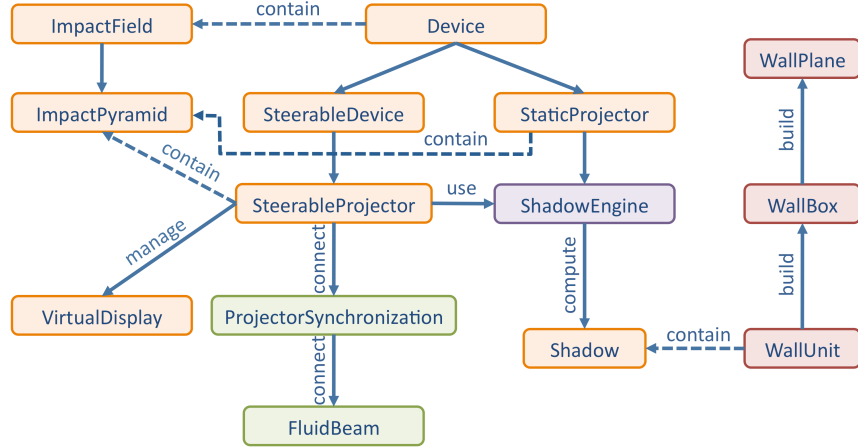 ImpactField
contain
Device
WallPlane
ImpactPyramid
SteerableDevice
StaticProjector
contain
contain
build
SteerableProjector
use
ShadowEngine
WallBox
manage
connect
compute
build
VirtualDisplay
ProjectorSynchronization
connect
Shadow
contain
WallUnit
FluidBeam